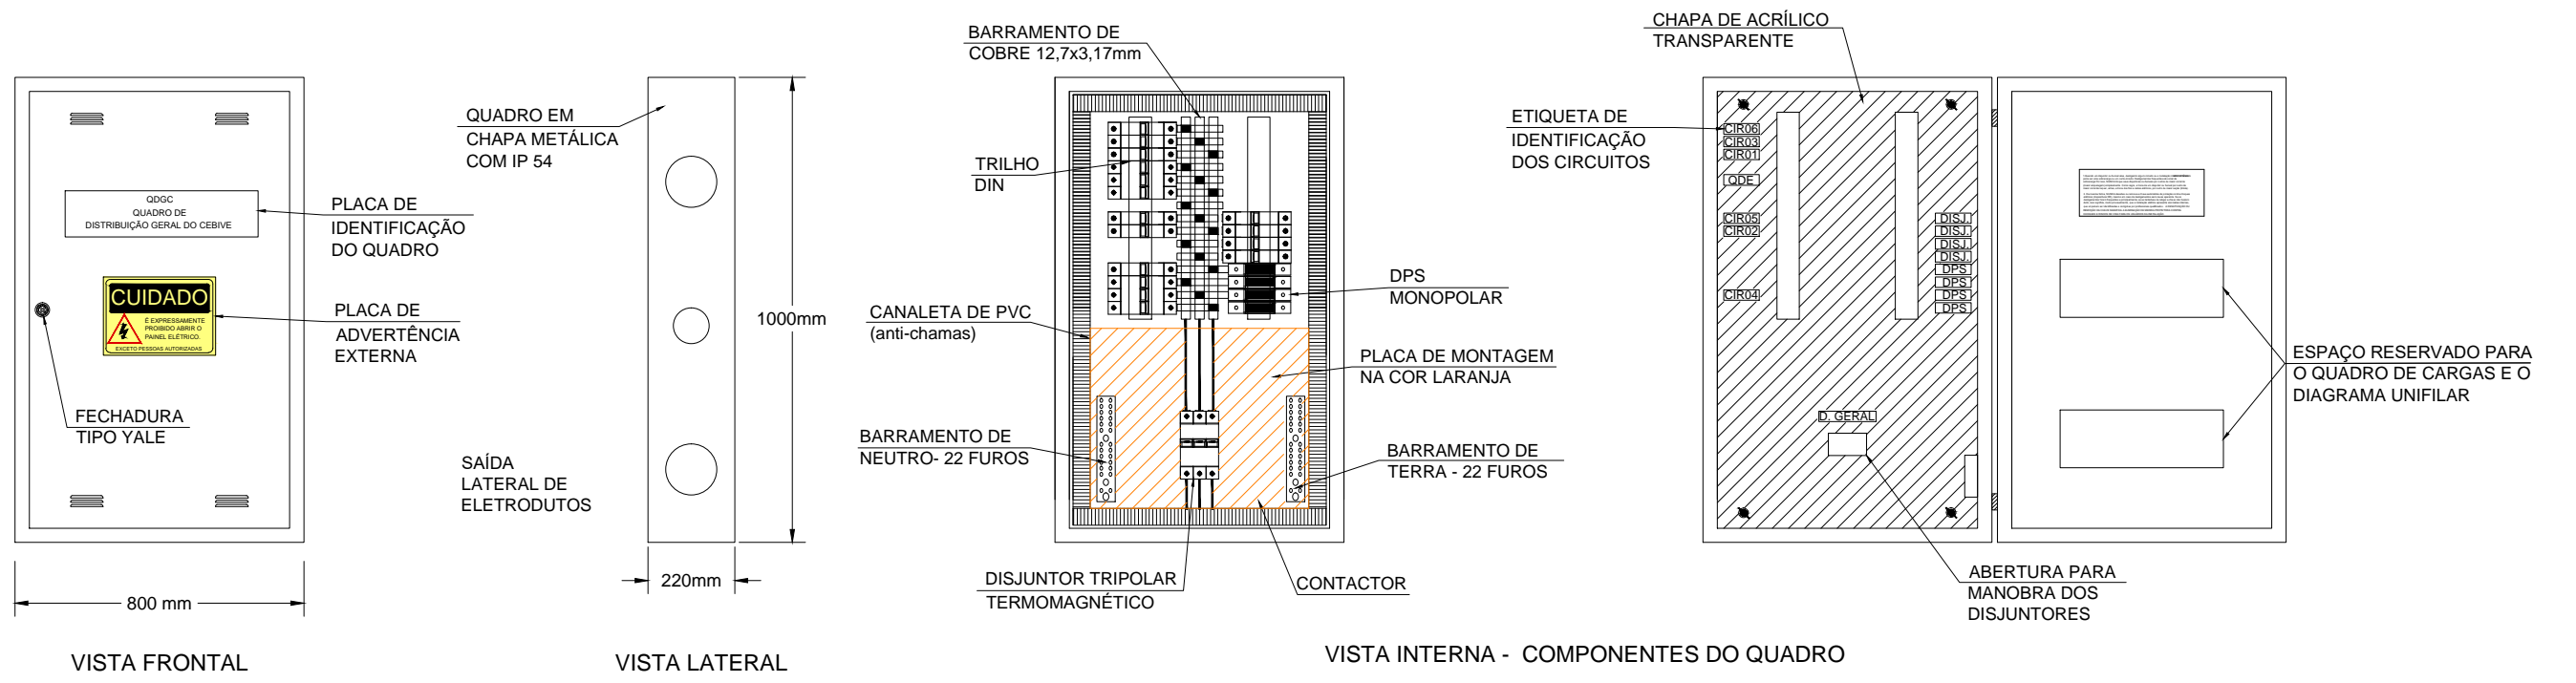 QDGC
QUADRO DE
DISTRIBUIÇÃO GERAL DO CEBIVE
CUIDADO
É EXPRESSAMENTE
PROIBIDO ABRIR O
PAINEL ELÉTRICO.
EXCETO PESSOAS AUTORIZADAS
PLACA DE
IDENTIFICAÇÃO
DO QUADRO
PLACA DE
ADVERTÊNCIA
EXTERNA
FECHADURA
TIPO YALE
800 mm
VISTA FRONTAL
QUADRO EM
CHAPA METÁLICA
COM IP 54
SAÍDA
LATERAL DE
ELETRODUTOS
1000mm
220mm
VISTA LATERAL
BARRAMENTO DE
COBRE 12,7x3,17mm
TRILHO
DIN
CANALETA DE PVC
(anti-chamas)
BARRAMENTO DE
NEUTRO- 22 FUROS
DISJUNTOR TRIPOLAR
TERMOMAGNÉTICO
DPS
MONOPOLAR
PLACA DE MONTAGEM
NA COR LARANJA
BARRAMENTO DE
TERRA - 22 FUROS
CONTACTOR
CHAPA DE ACRÍLICO
TRANSPARENTE
ETIQUETA DE
IDENTIFICAÇÃO
DOS CIRCUITOS
CIR06
CIR03
CIR01
QDE
CIR05
CIR02
CIR04
DISJ.
DISJ.
DISJ.
DISJ.
DPS
DPS
DPS
DPS
D. GERAL
ABERTURA PARA
MANOBRA DOS
DISJUNTORES
ESPAÇO RESERVADO PARA
O QUADRO DE CARGAS E O
DIAGRAMA UNIFILAR
VISTA INTERNA - COMPONENTES DO QUADRO